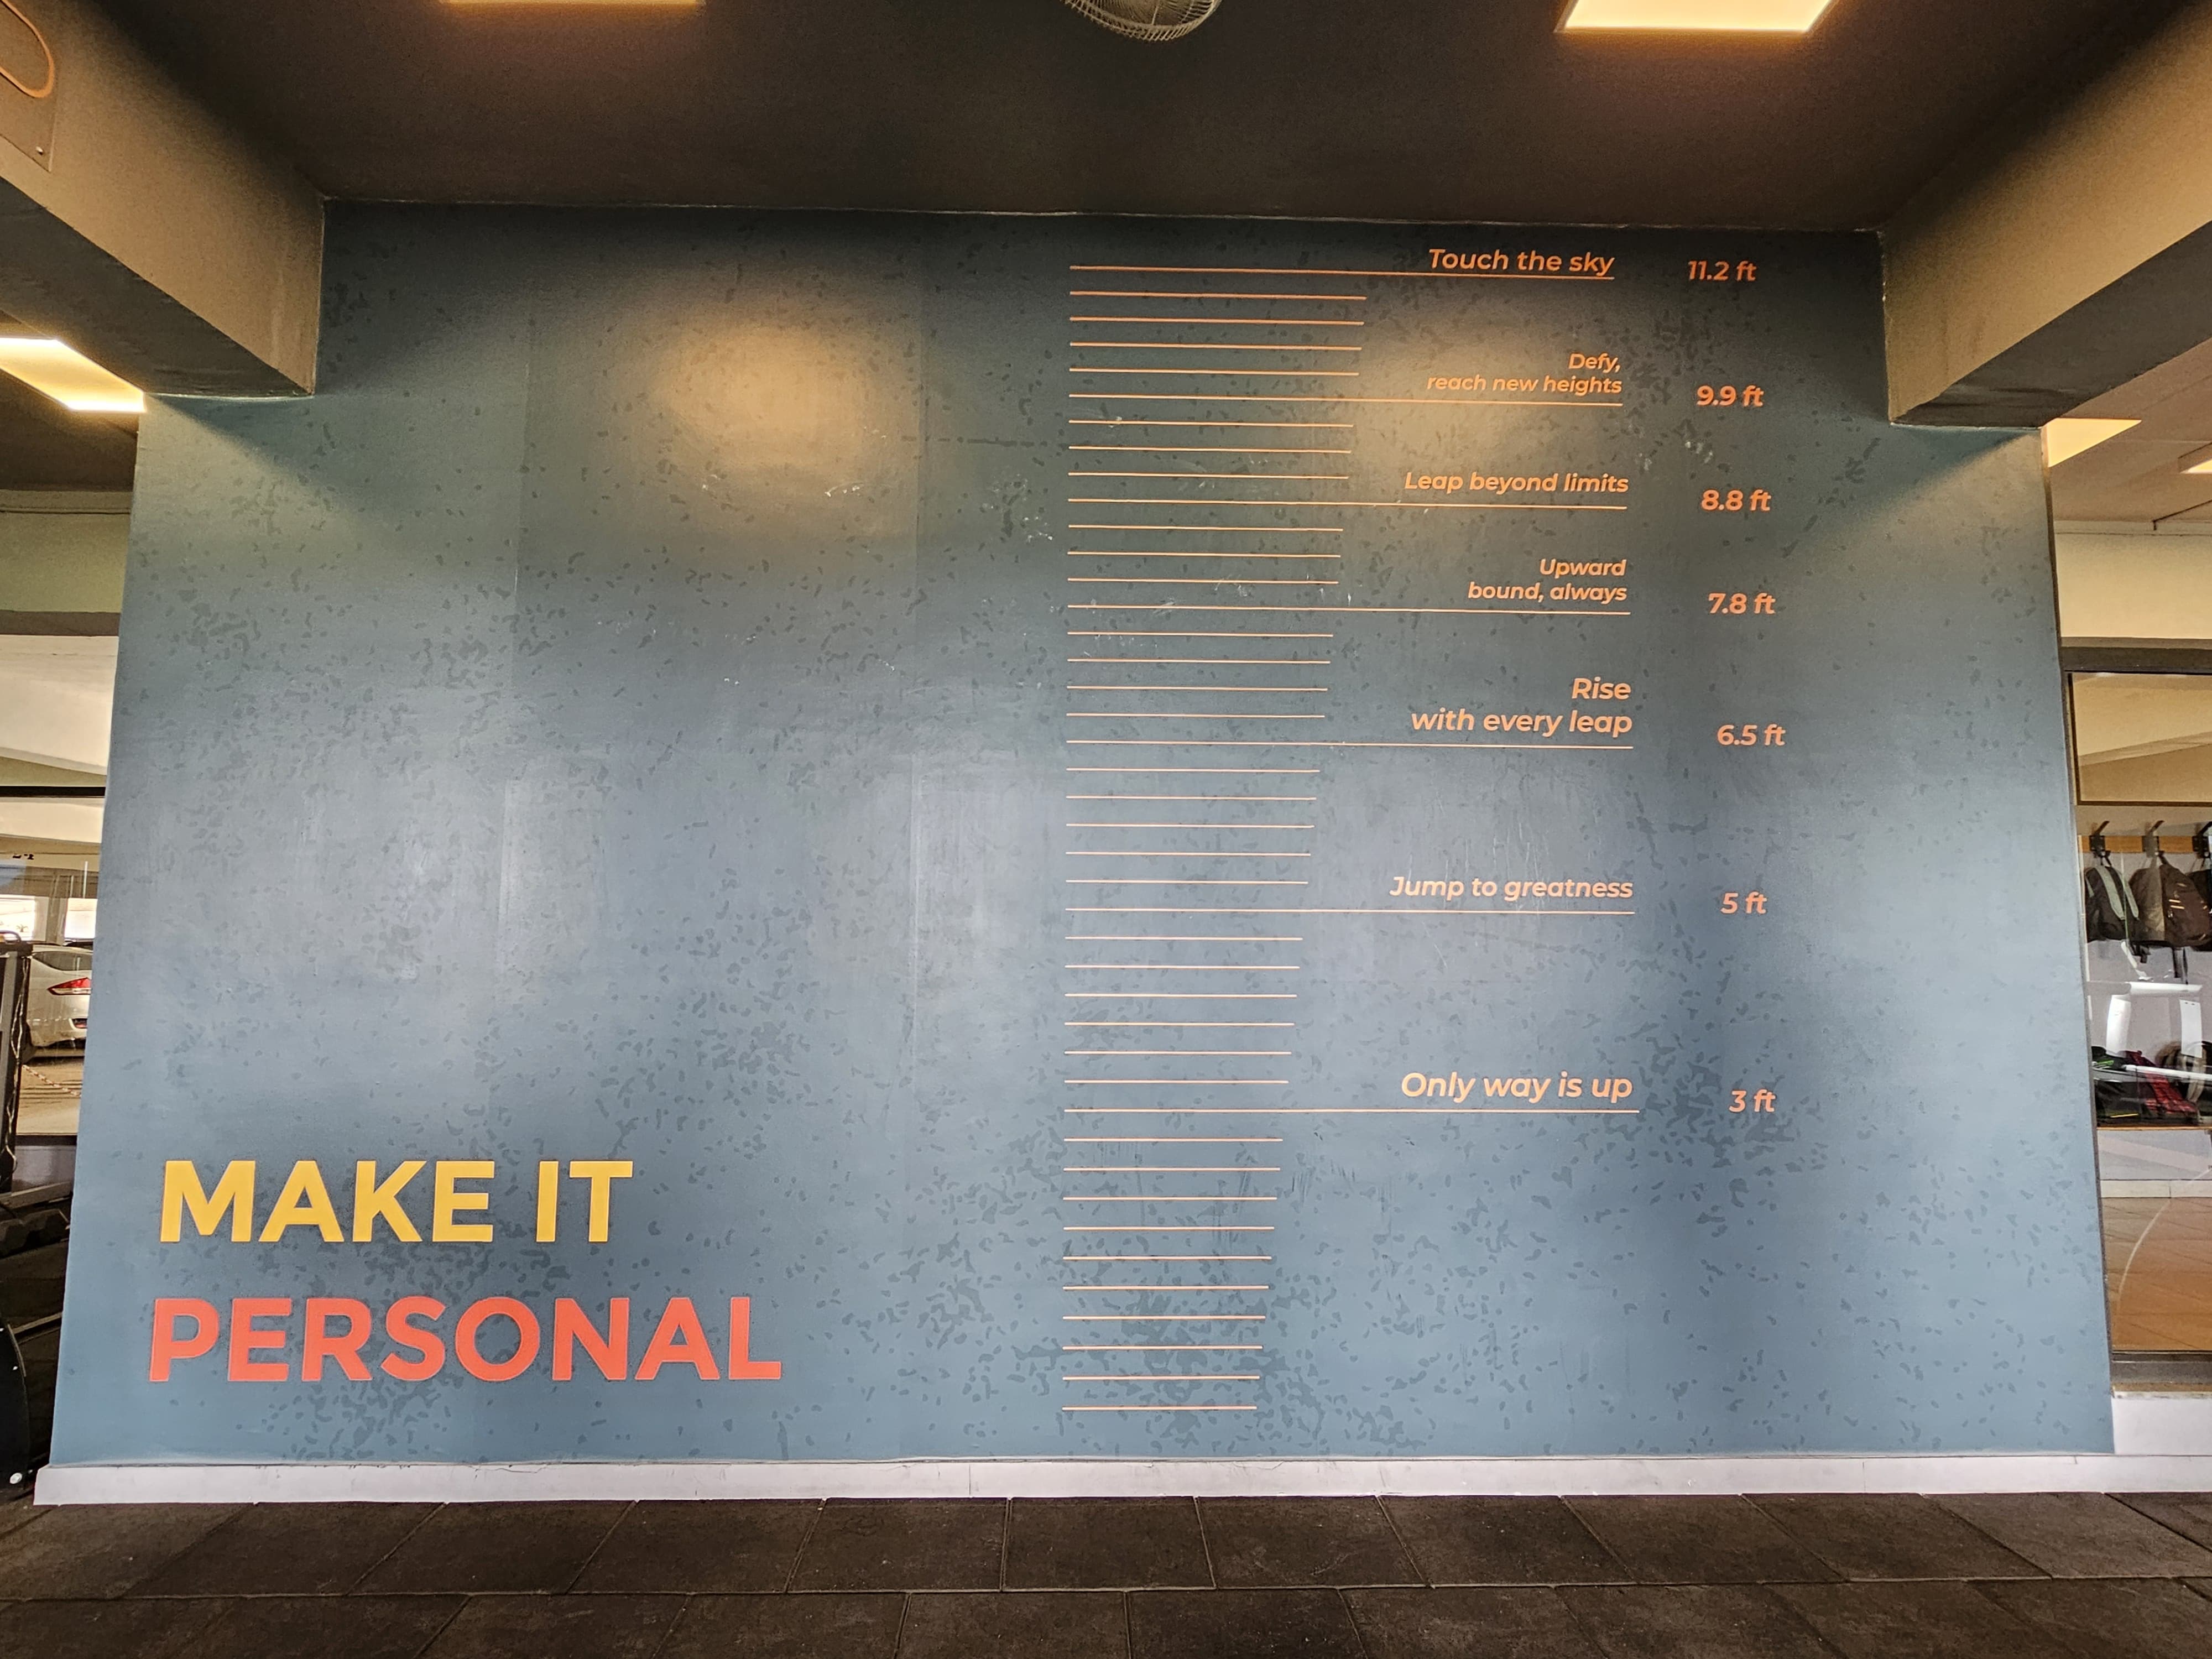 Touch the sky 11.2 ft
Defy,
reach new heights 9.9 ft
Leap beyond limits 8.8 ft
Upward
bound, always 7.8 ft
Rise
with every leap 6.5 ft
Jump to greatness 5 ft
Only way is up 3 ft
MAKE IT
PERSONAL